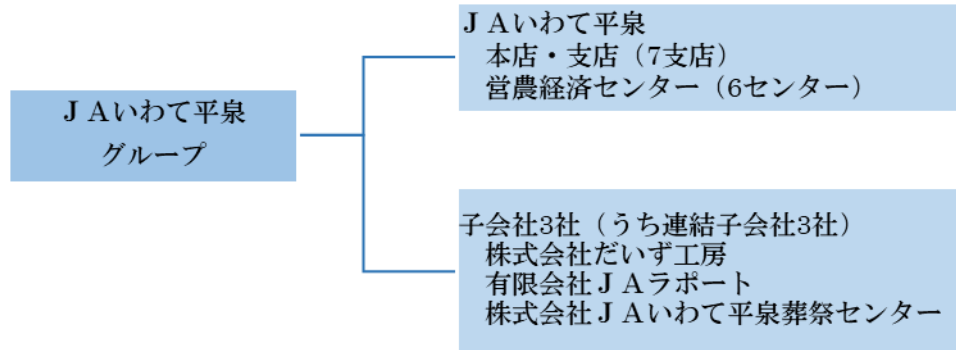 ＪＡいわて平泉
グループ
ＪＡいわて平泉
本店・支店（7支店）
営農経済センター（6センター）
子会社3社（うち連結子会社3社）
株式会社だいず工房
有限会社ＪＡラポート
株式会社ＪＡいわて平泉葬祭センター